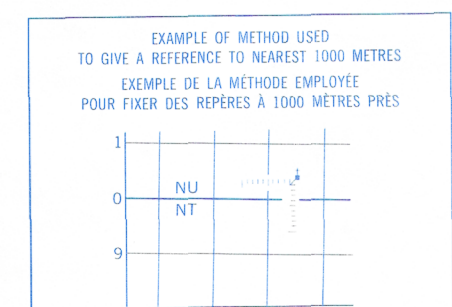 EXAMPLE OF METHOD USED
TO GIVE A REFERENCE TO NEAREST 1000 METRES
EXEMPLE DE LA MÉTHODE EMPLOYÉE
POUR FIXER DES REPÈRES À 1000 MÈTRES PRÈS
1
NU
0
NT
9